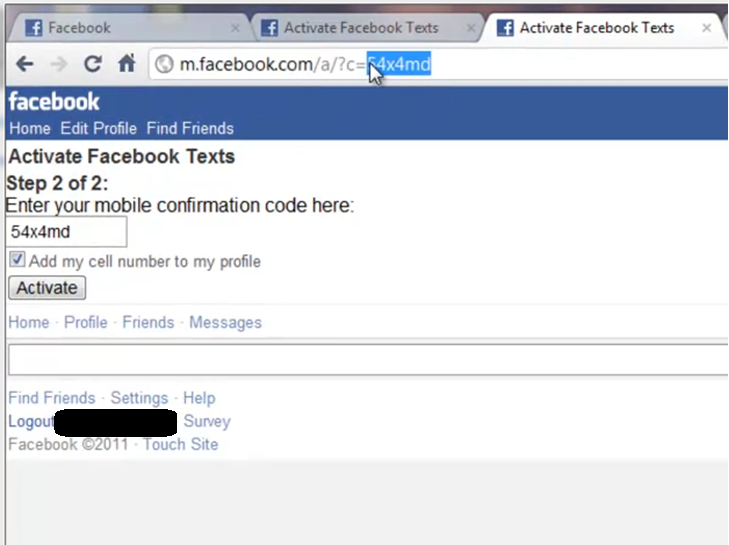 Facebook
Activate Facebook Texts
Activate Facebook Texts
m.facebook.com/a/?c=54x4md
facebook
Home Edit Profile Find Friends
Activate Facebook Texts
Step 2 of 2:
Enter your mobile confirmation code here:
54x4md
Add my cell number to my profile
Activate
Home · Profile · Friends · Messages
Find Friends · Settings · Help
Logout Survey
Facebook ©2011 · Touch Site